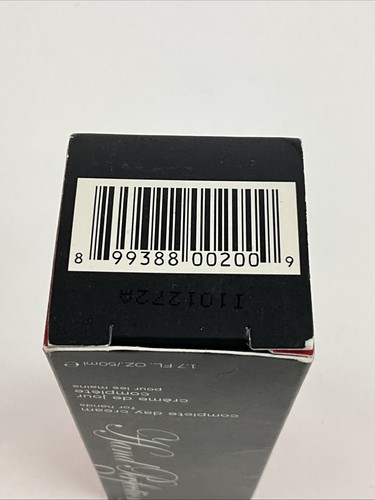 8 99388 00200 9
I101272A
1.7 FL. OZ./50ml e
crème de jour
complète
pour les mains
complete day cream
for hands